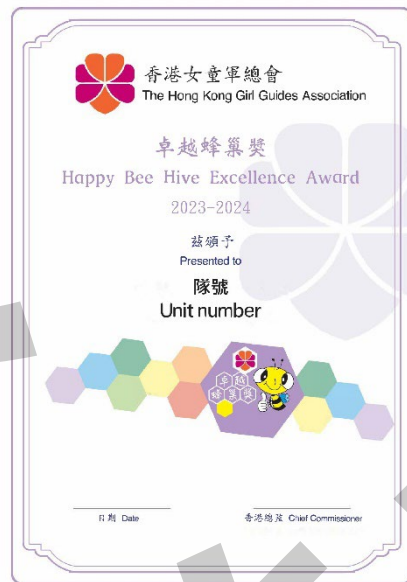 香港女童軍總會
The Hong Kong Girl Guides Association
卓越蜂巢獎
Happy Bee Hive Excellence Award
2023-2024
茲頒予
Presented to
隊號
Unit number
卓越
蜂巢獎
日期 Date
香港總監 Chief Commissioner